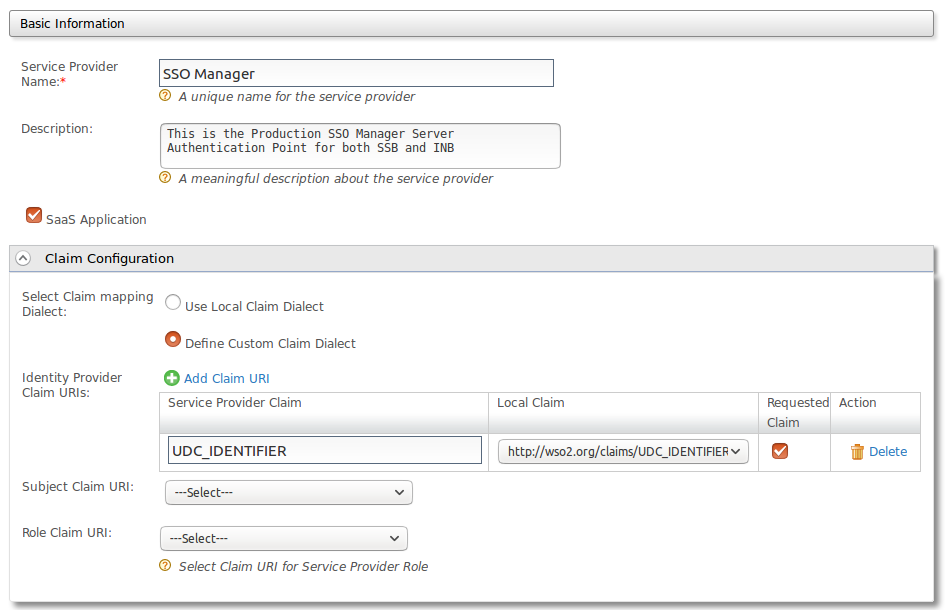 Basic Information
Service Provider
Name:*
SSO Manager
A unique name for the service provider
Description:
This is the Production SSO Manager Server
Authentication Point for both SSB and INB
A meaningful description about the service provider
SaaS Application
Claim Configuration
Select Claim mapping
Dialect:
Use Local Claim Dialect
Define Custom Claim Dialect
Identity Provider
Claim URIs:
Add Claim URI
Service Provider Claim
Local Claim
Requested
Claim
Action
UDC_IDENTIFIER
http://wso2.org/claims/UDC_IDENTIFIER
Delete
Subject Claim URI:
---Select---
Role Claim URI:
---Select---
Select Claim URI for Service Provider Role